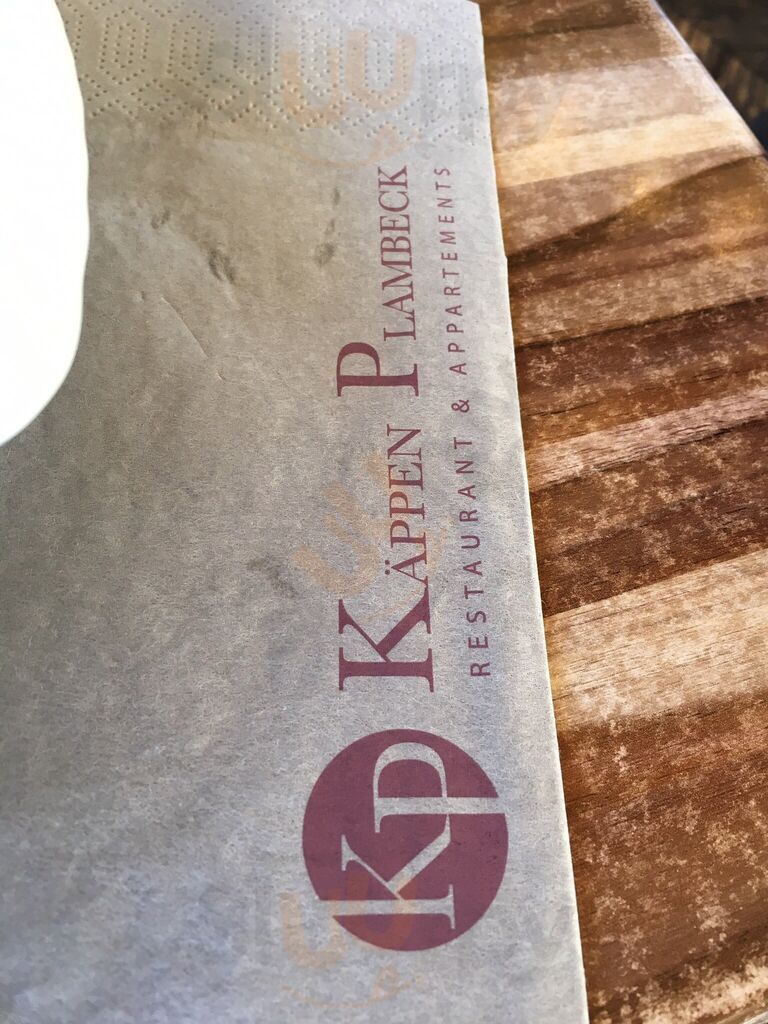 KP
KÄPPEN PLAMBECK
RESTAURANT & APPARTEMENTS